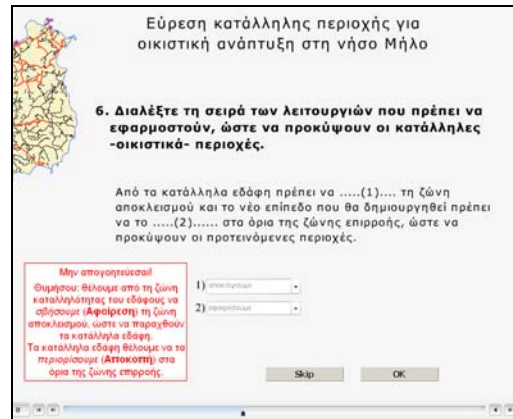 Εύρεση κατάλληλης περιοχής για
οικιστική ανάπτυξη στη νήσο Μήλο
6. Διαλέξτε τη σειρά των λειτουργιών που πρέπει να
εφαρμοστούν, ώστε να προκύψουν οι κατάλληλες
-οικιστικά- περιοχές.
Από τα κατάλληλα εδάφη πρέπει να .....(1).... τη ζώνη
αποκλεισμού και το νέο επίπεδο που θα δημιουργηθεί πρέπει
να το .....(2)...... στα όρια της ζώνης επιρροής, ώστε να
προκύψουν οι προτεινόμενες περιοχές.
Μην απογοητεύεσαι!
Θυμήσου: θέλουμε από τη ζώνη
καταλληλότητας του εδάφους να
σβήσουμε (Αφαίρεση) τη ζώνη
αποκλεισμού, ώστε να παραχθούν
τα κατάλληλα εδάφη.
Τα κατάλληλα εδάφη θέλουμε να τα
περιορίσουμε (Αποκοπή) στα
όρια της ζώνης επιρροής.
1) αποκόψουμε
2) αφαιρέσουμε
Skip OK